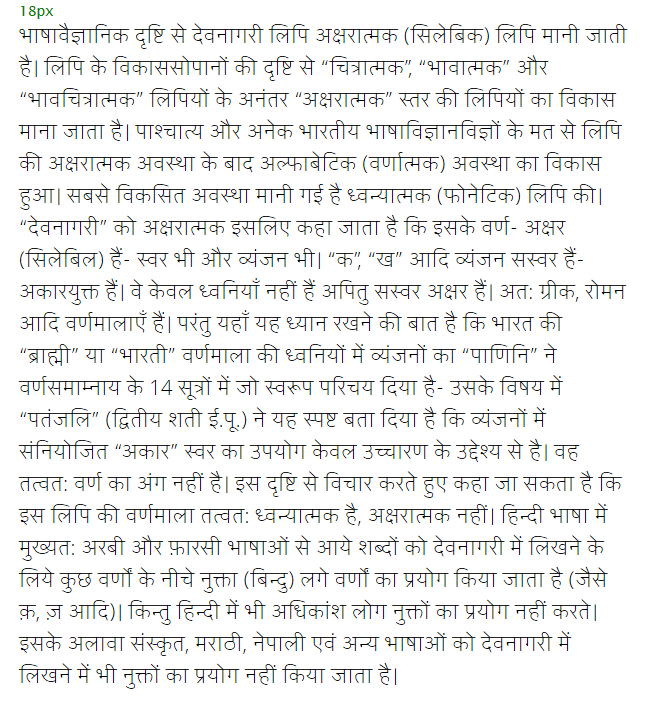 18px
भाषावैज्ञानिक दृष्टि से देवनागरी लिपि अक्षरात्मक (सिलेबिक) लिपि मानी जाती
है। लिपि के विकाससोपानों की दृष्टि से “चित्रात्मक”, “भावात्मक” और
“भावचित्रात्मक” लिपियों के अनंतर “अक्षरात्मक” स्तर की लिपियों का विकास
माना जाता है। पाश्चात्य और अनेक भारतीय भाषाविज्ञानविज्ञों के मत से लिपि
की अक्षरात्मक अवस्था के बाद अल्फाबेटिक (वर्णात्मक) अवस्था का विकास
हुआ। सबसे विकसित अवस्था मानी गई है ध्वन्यात्मक (फोनेटिक) लिपि की।
“देवनागरी” को अक्षरात्मक इसलिए कहा जाता है कि इसके वर्ण- अक्षर
(सिलेबिल) हैं- स्वर भी और व्यंजन भी। “क”, “ख” आदि व्यंजन सस्वर हैं-
अकारयुक्त हैं। वे केवल ध्वनियाँ नहीं हैं अपितु सस्वर अक्षर हैं। अत: ग्रीक, रोमन
आदि वर्णमालाएँ हैं। परंतु यहाँ यह ध्यान रखने की बात है कि भारत की
“ब्राह्मी” या “भारती” वर्णमाला की ध्वनियों में व्यंजनों का “पाणिनि” ने
वर्णसमाम्नाय के 14 सूत्रों में जो स्वरूप परिचय दिया है- उसके विषय में
“पतंजलि” (द्वितीय शती ई.पू.) ने यह स्पष्ट बता दिया है कि व्यंजनों में
संनियोजित “अकार” स्वर का उपयोग केवल उच्चारण के उद्देश्य से है। वह
तत्वत: वर्ण का अंग नहीं है। इस दृष्टि से विचार करते हुए कहा जा सकता है कि
इस लिपि की वर्णमाला तत्वत: ध्वन्यात्मक है, अक्षरात्मक नहीं। हिन्दी भाषा में
मुख्यत: अरबी और फ़ारसी भाषाओं से आये शब्दों को देवनागरी में लिखने के
लिये कुछ वर्णों के नीचे नुक्ता (बिन्दु) लगे वर्णों का प्रयोग किया जाता है (जैसे
क़, ज़ आदि)। किन्तु हिन्दी में भी अधिकांश लोग नुक्तों का प्रयोग नहीं करते।
इसके अलावा संस्कृत, मराठी, नेपाली एवं अन्य भाषाओं को देवनागरी में
लिखने में भी नुक्तों का प्रयोग नहीं किया जाता है।